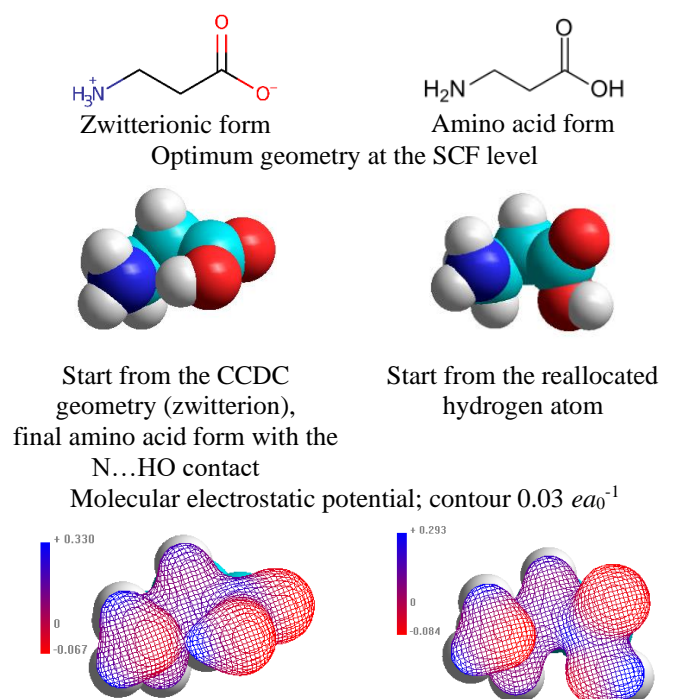 O
H₃N⁺
O⁻
O
H₂N
OH
Zwitterionic form
Amino acid form
Optimum geometry at the SCF level
Start from the CCDC
geometry (zwitterion),
final amino acid form with the
N…HO contact
Start from the reallocated
hydrogen atom
Molecular electrostatic potential; contour 0.03 ea₀⁻¹
+ 0.330
0
-0.067
+ 0.293
0
-0.084